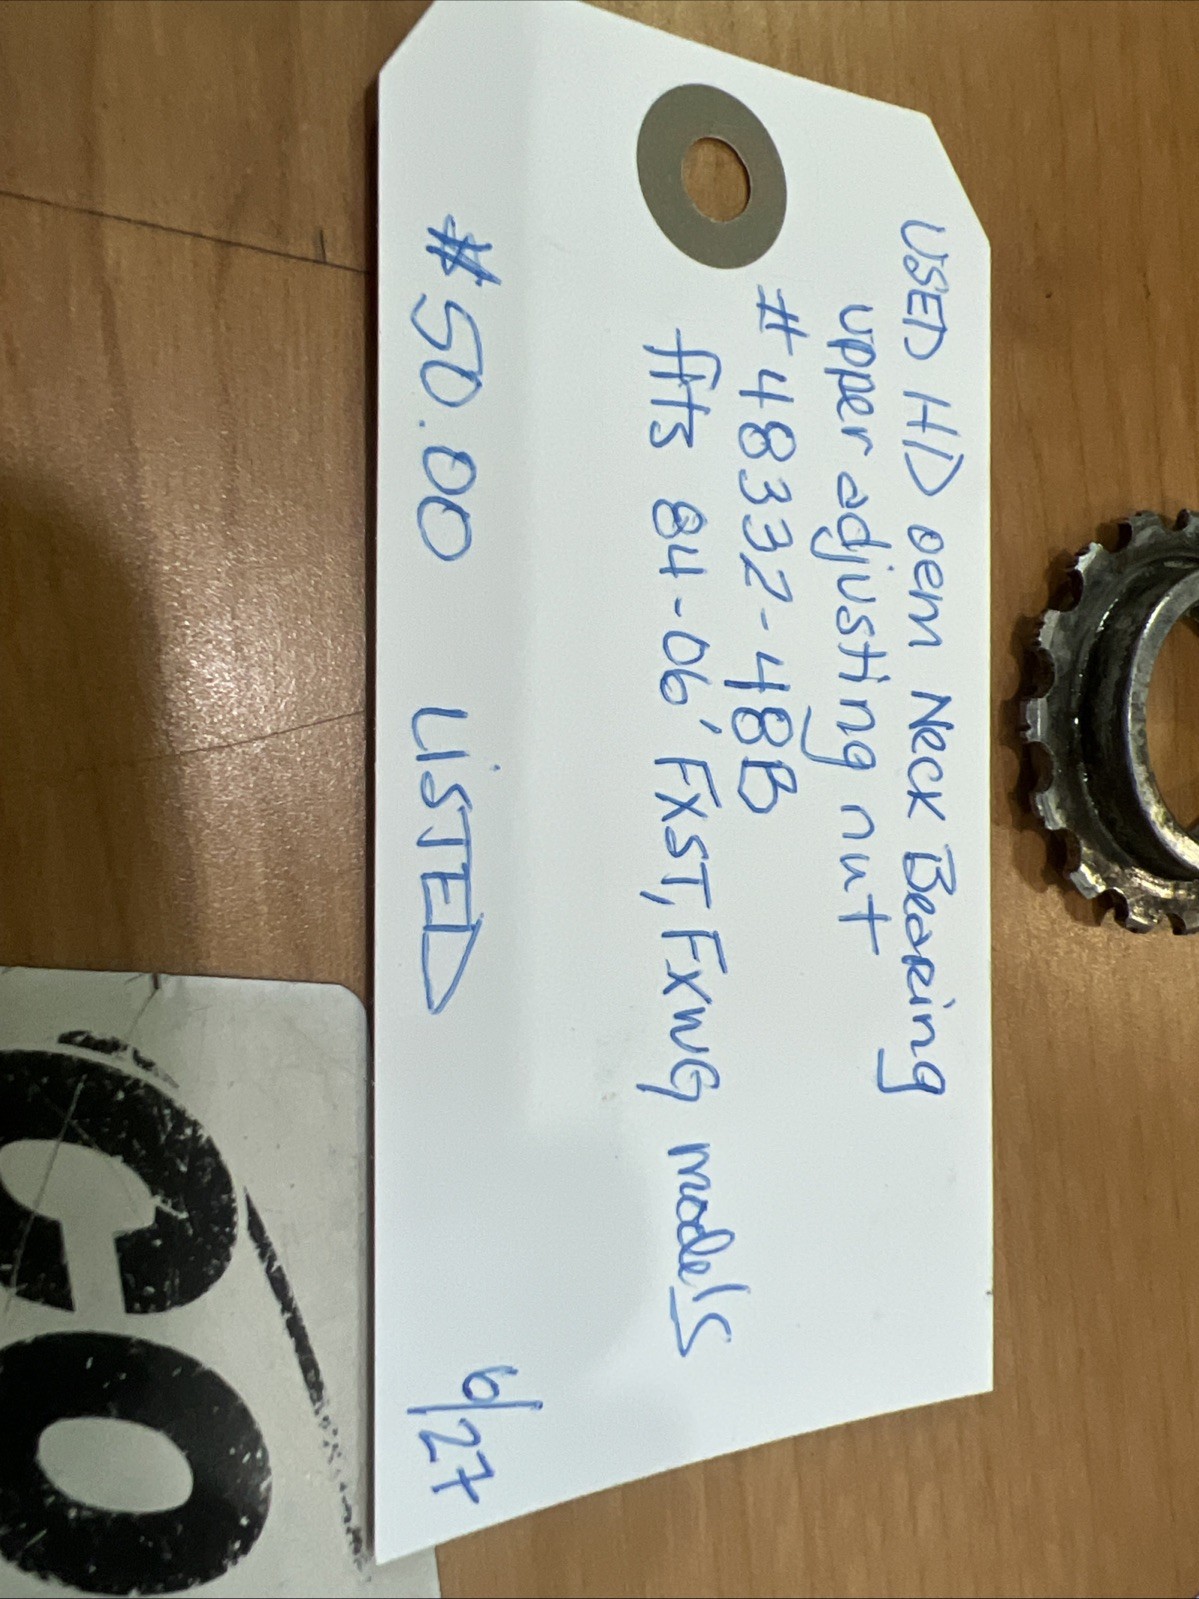 USED HD oem Neck Bearing
upper adjusting nut
#48332-48B
fits 84-06' FXST, FXWG models
$50.00 LISTED 6/27